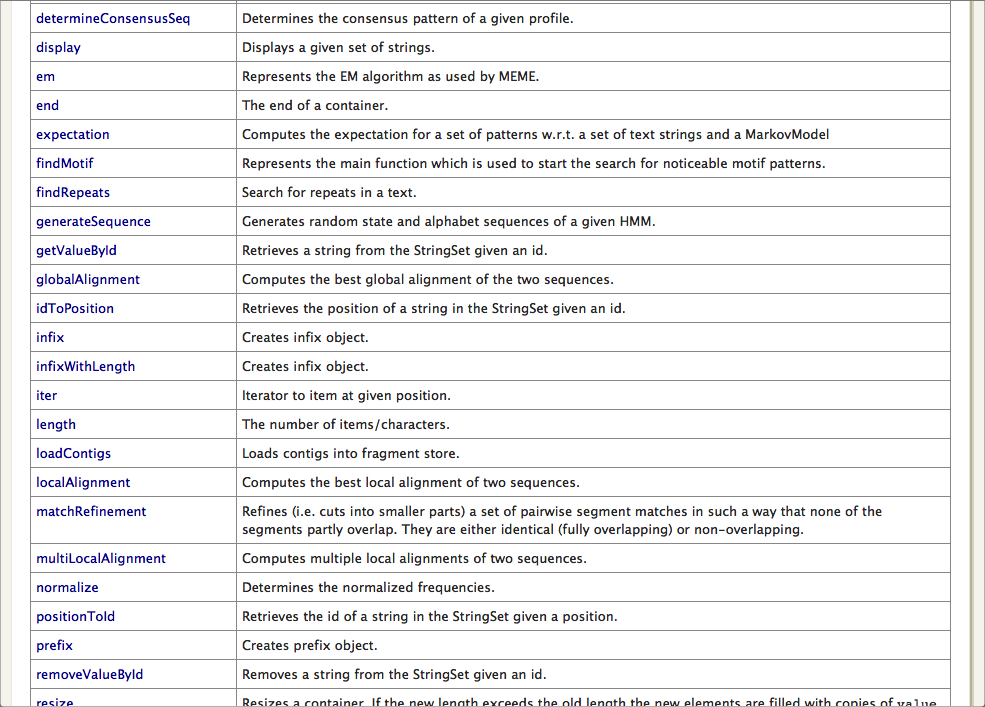 determineConsensusSeq Determines the consensus pattern of a given profile.
display Displays a given set of strings.
em Represents the EM algorithm as used by MEME.
end The end of a container.
expectation Computes the expectation for a set of patterns w.r.t. a set of text strings and a MarkovModel
findMotif Represents the main function which is used to start the search for noticeable motif patterns.
findRepeats Search for repeats in a text.
generateSequence Generates random state and alphabet sequences of a given HMM.
getValueById Retrieves a string from the StringSet given an id.
globalAlignment Computes the best global alignment of the two sequences.
idToPosition Retrieves the position of a string in the StringSet given an id.
infix Creates infix object.
infixWithLength Creates infix object.
iter Iterator to item at given position.
length The number of items/characters.
loadContigs Loads contigs into fragment store.
localAlignment Computes the best local alignment of two sequences.
matchRefinement Refines (i.e. cuts into smaller parts) a set of pairwise segment matches in such a way that none of the
segments partly overlap. They are either identical (fully overlapping) or non-overlapping.
multiLocalAlignment Computes multiple local alignments of two sequences.
normalize Determines the normalized frequencies.
positionToId Retrieves the id of a string in the StringSet given a position.
prefix Creates prefix object.
removeValueById Removes a string from the StringSet given an id.
resize Resizes a container. If the new length exceeds the old length the new elements are filled with copies of value